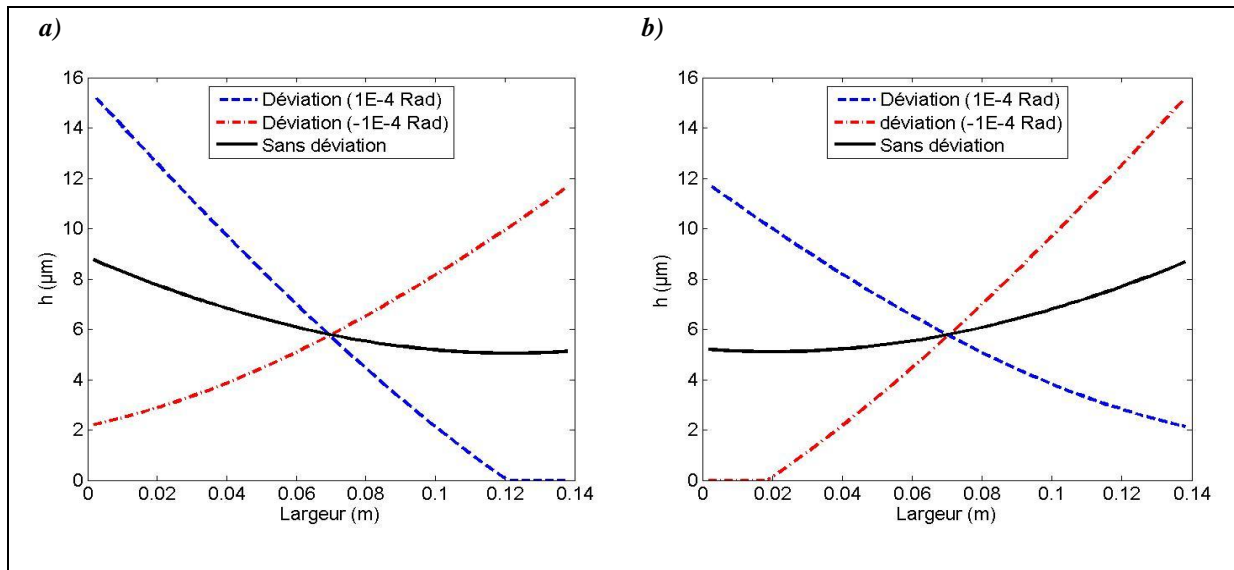 a)
16
14
12
10
8
6
4
2
0
h (µm)
Déviation (1E-4 Rad)
Déviation (-1E-4 Rad)
Sans déviation
0 0.02 0.04 0.06 0.08 0.1 0.12 0.14
Largeur (m)
b)
16
14
12
10
8
6
4
2
0
h (µm)
Déviation (1E-4 Rad)
déviation (-1E-4 Rad)
Sans déviation
0 0.02 0.04 0.06 0.08 0.1 0.12 0.14
Largeur (m)